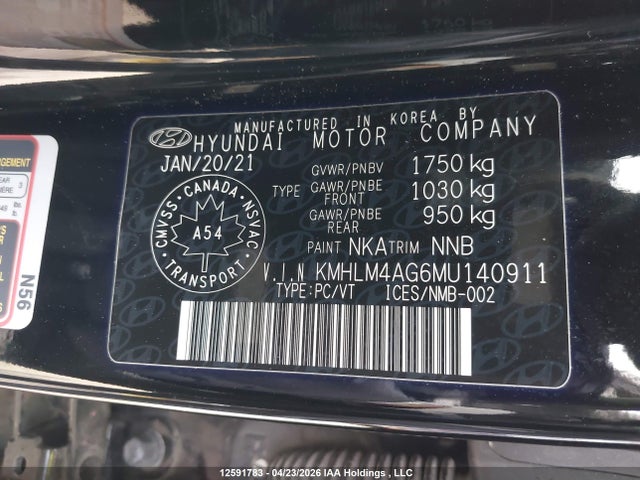 MANUFACTURED IN KOREA BY
HYUNDAI MOTOR COMPANY
JAN/20/21
GVWR/PNBV 1750 kg
TYPE GAWR/PNBE FRONT 1030 kg
GAWR/PNBE REAR 950 kg
PAINT NKA TRIM NNB
CMVSS · CANADA · NSVAC
A54
TRANSPORT
V.I.N KMHLM4AG6MU140911
TYPE:PC/VT ICES/NMB-002
N56
12591783 - 04/23/2026 IAA Holdings , LLC